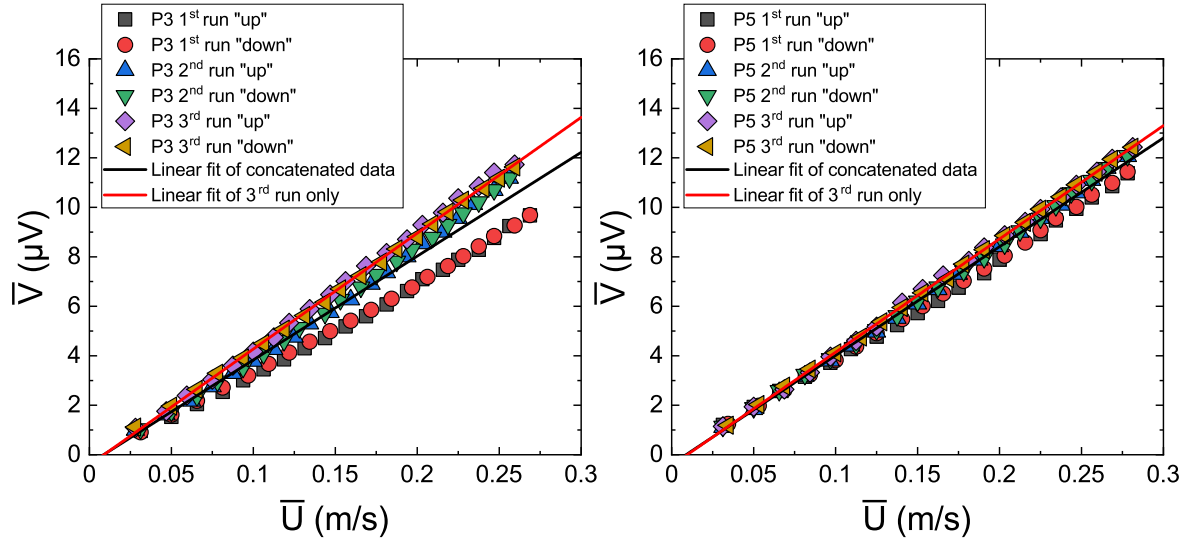 P3 1st run "up"
P3 1st run "down"
P3 2nd run "up"
P3 2nd run "down"
P3 3rd run "up"
P3 3rd run "down"
Linear fit of concatenated data
Linear fit of 3rd run only
16
14
12
10
8
6
4
2
0
V̅ (µV)
0 0.05 0.1 0.15 0.2 0.25 0.3
U̅ (m/s)
P5 1st run "up"
P5 1st run "down"
P5 2nd run "up"
P5 2nd run "down"
P5 3rd run "up"
P5 3rd run "down"
Linear fit of concatenated data
Linear fit of 3rd run only
16
14
12
10
8
6
4
2
0
V̅ (µV)
0 0.05 0.1 0.15 0.2 0.25 0.3
U̅ (m/s)